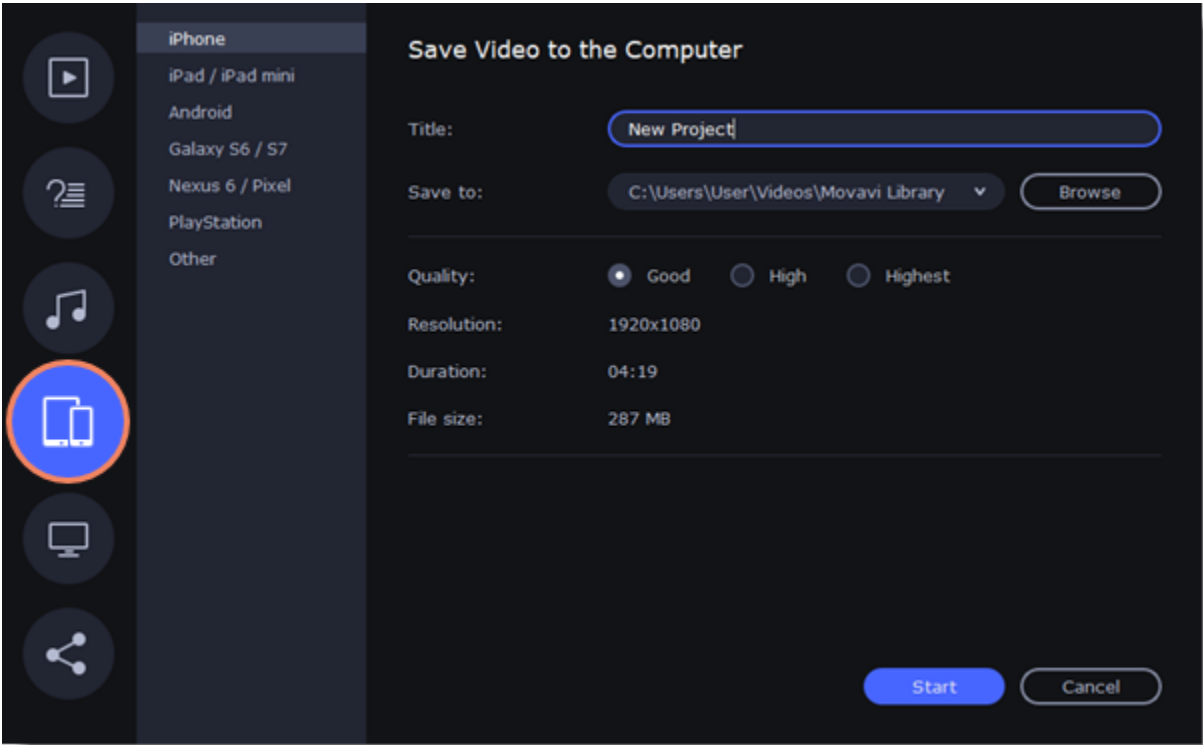 iPhone
iPad / iPad mini
Android
Galaxy S6 / S7
Nexus 6 / Pixel
PlayStation
Other
Save Video to the Computer
Title: New Project
Save to: C:\Users\User\Videos\Movavi Library Browse
Quality: Good High Highest
Resolution: 1920x1080
Duration: 04:19
File size: 287 MB
Start Cancel